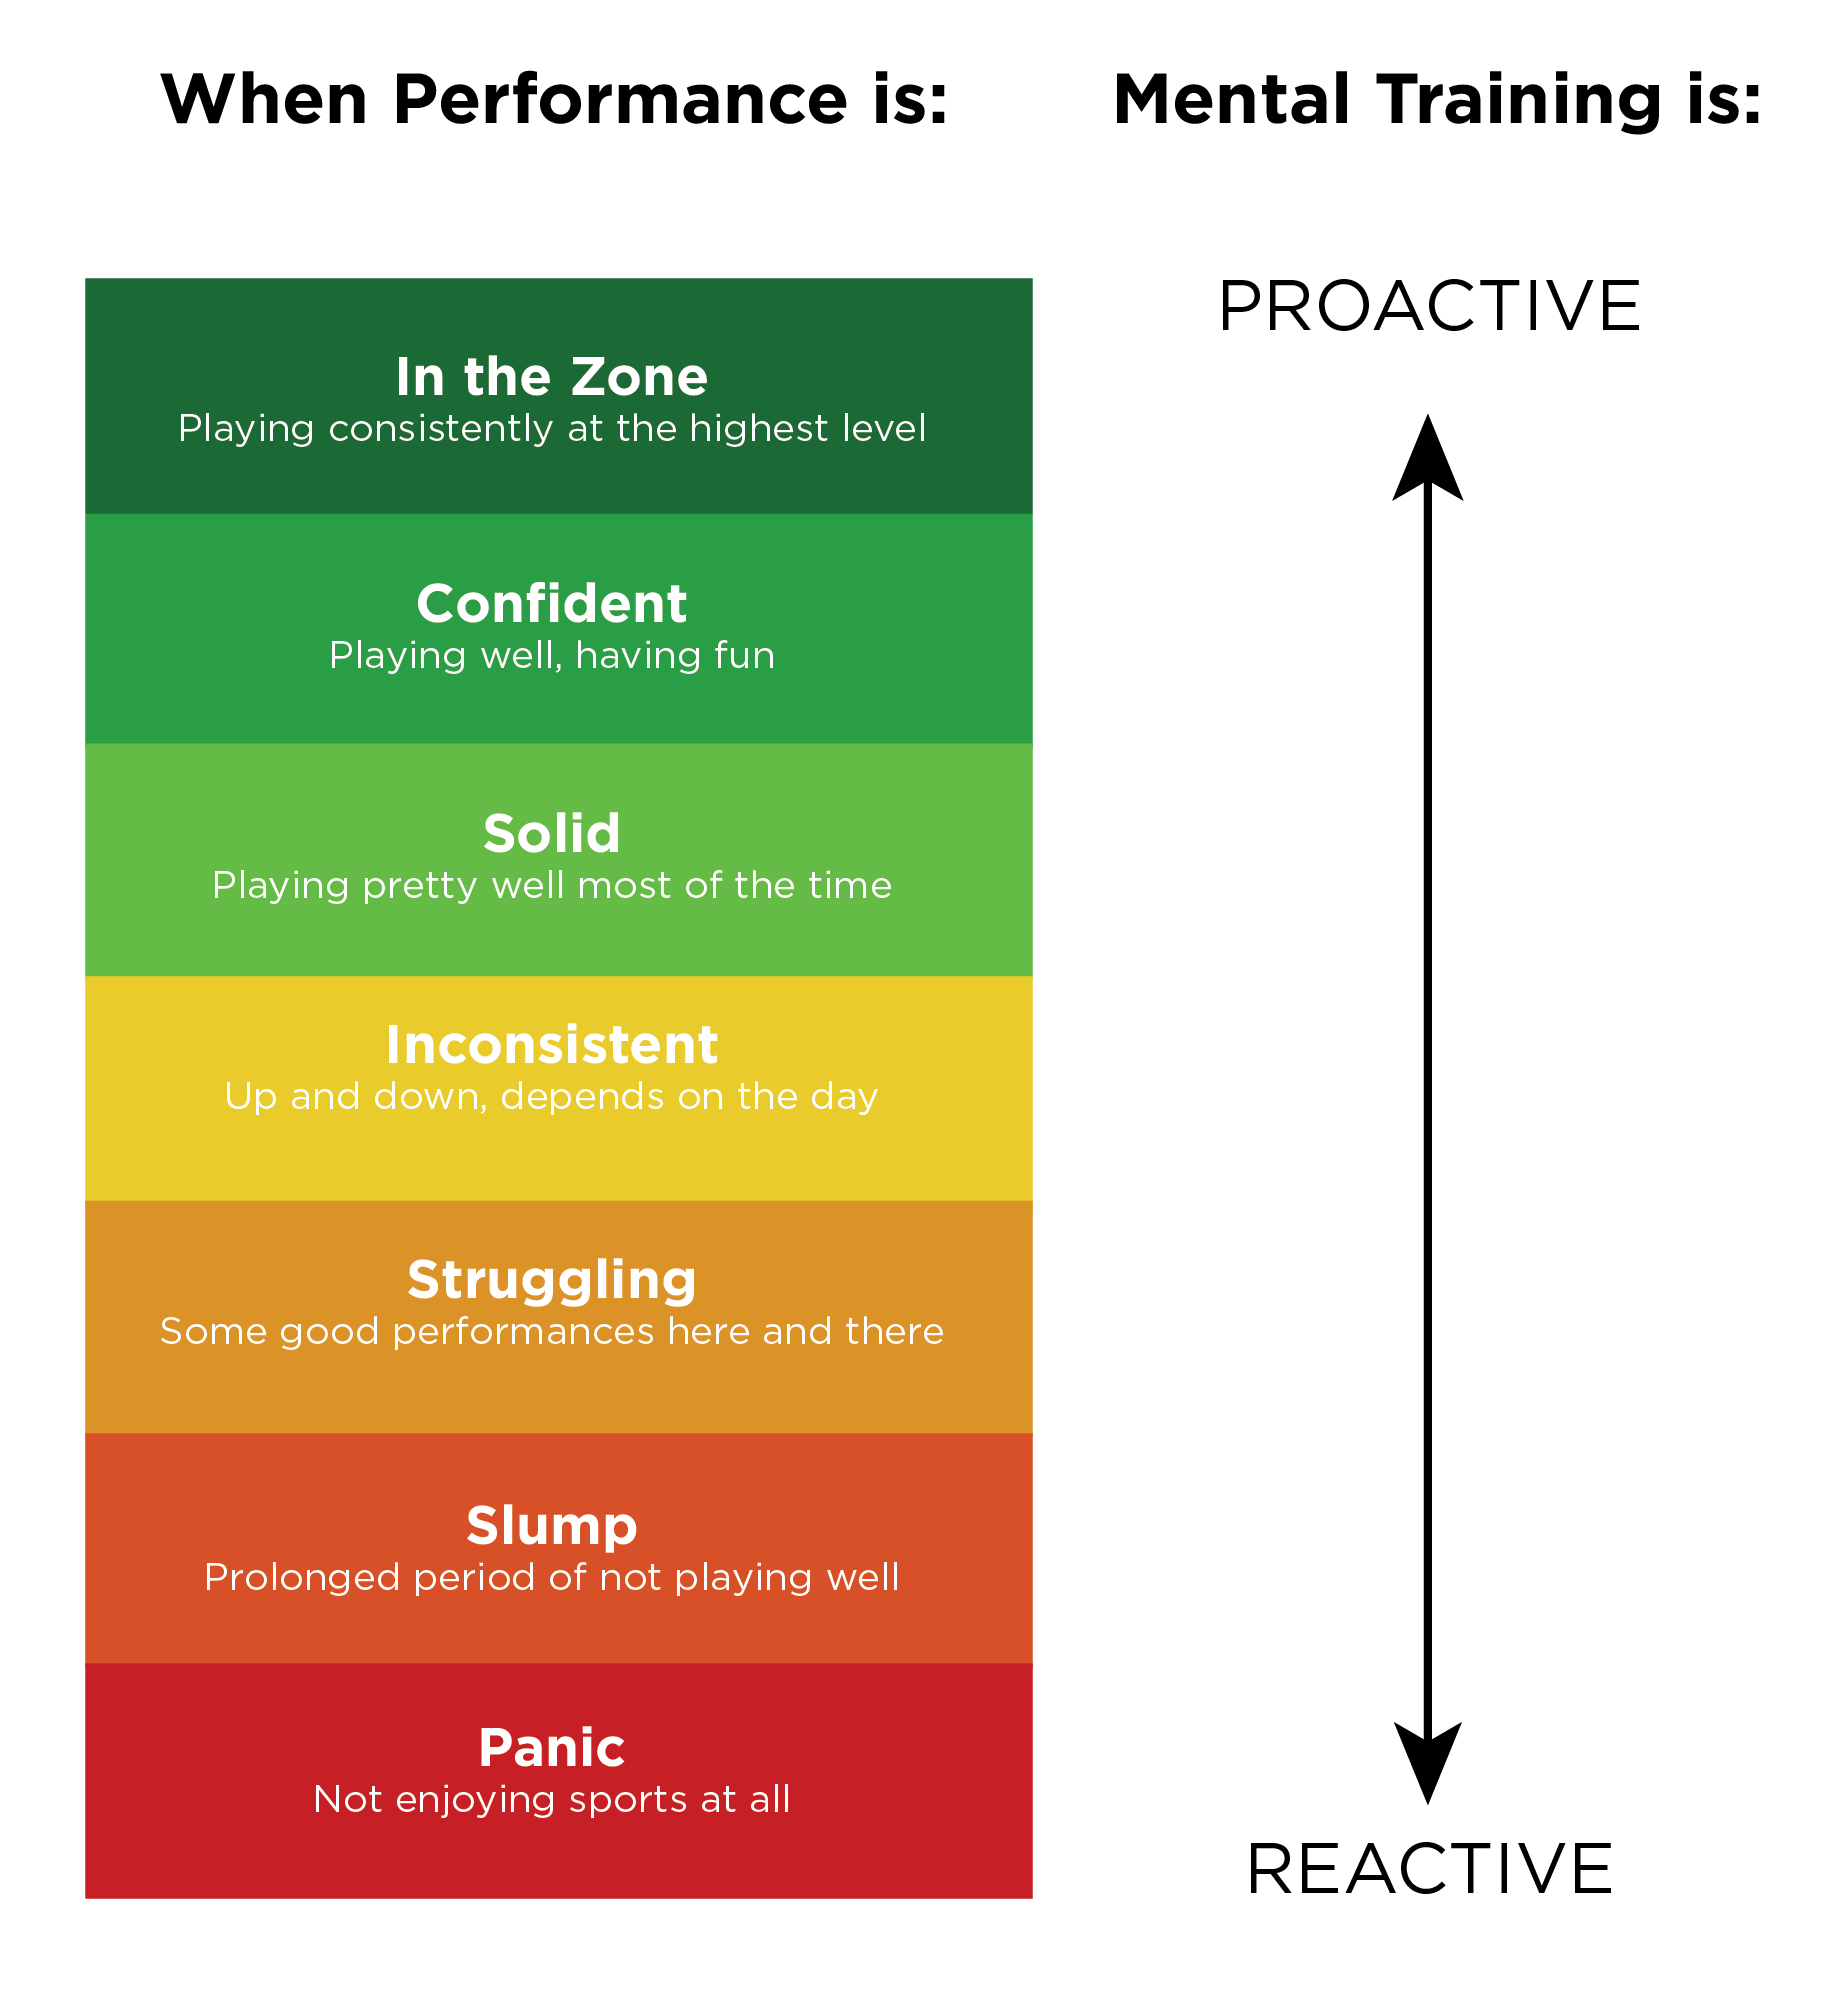 When Performance is:
Mental Training is:
PROACTIVE
In the Zone
Playing consistently at the highest level
Confident
Playing well, having fun
Solid
Playing pretty well most of the time
Inconsistent
Up and down, depends on the day
Struggling
Some good performances here and there
Slump
Prolonged period of not playing well
Panic
Not enjoying sports at all
REACTIVE